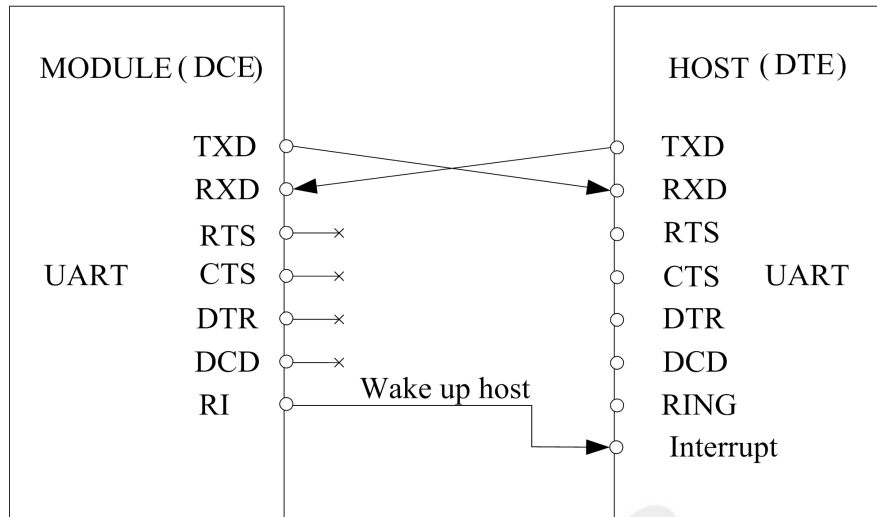 MODULE ( DCE)
HOST ( DTE)
TXD
TXD
RXD
RXD
RTS
RTS
UART
CTS
CTS
UART
DTR
DTR
DCD
DCD
Wake up host
RI
RING
Interrupt